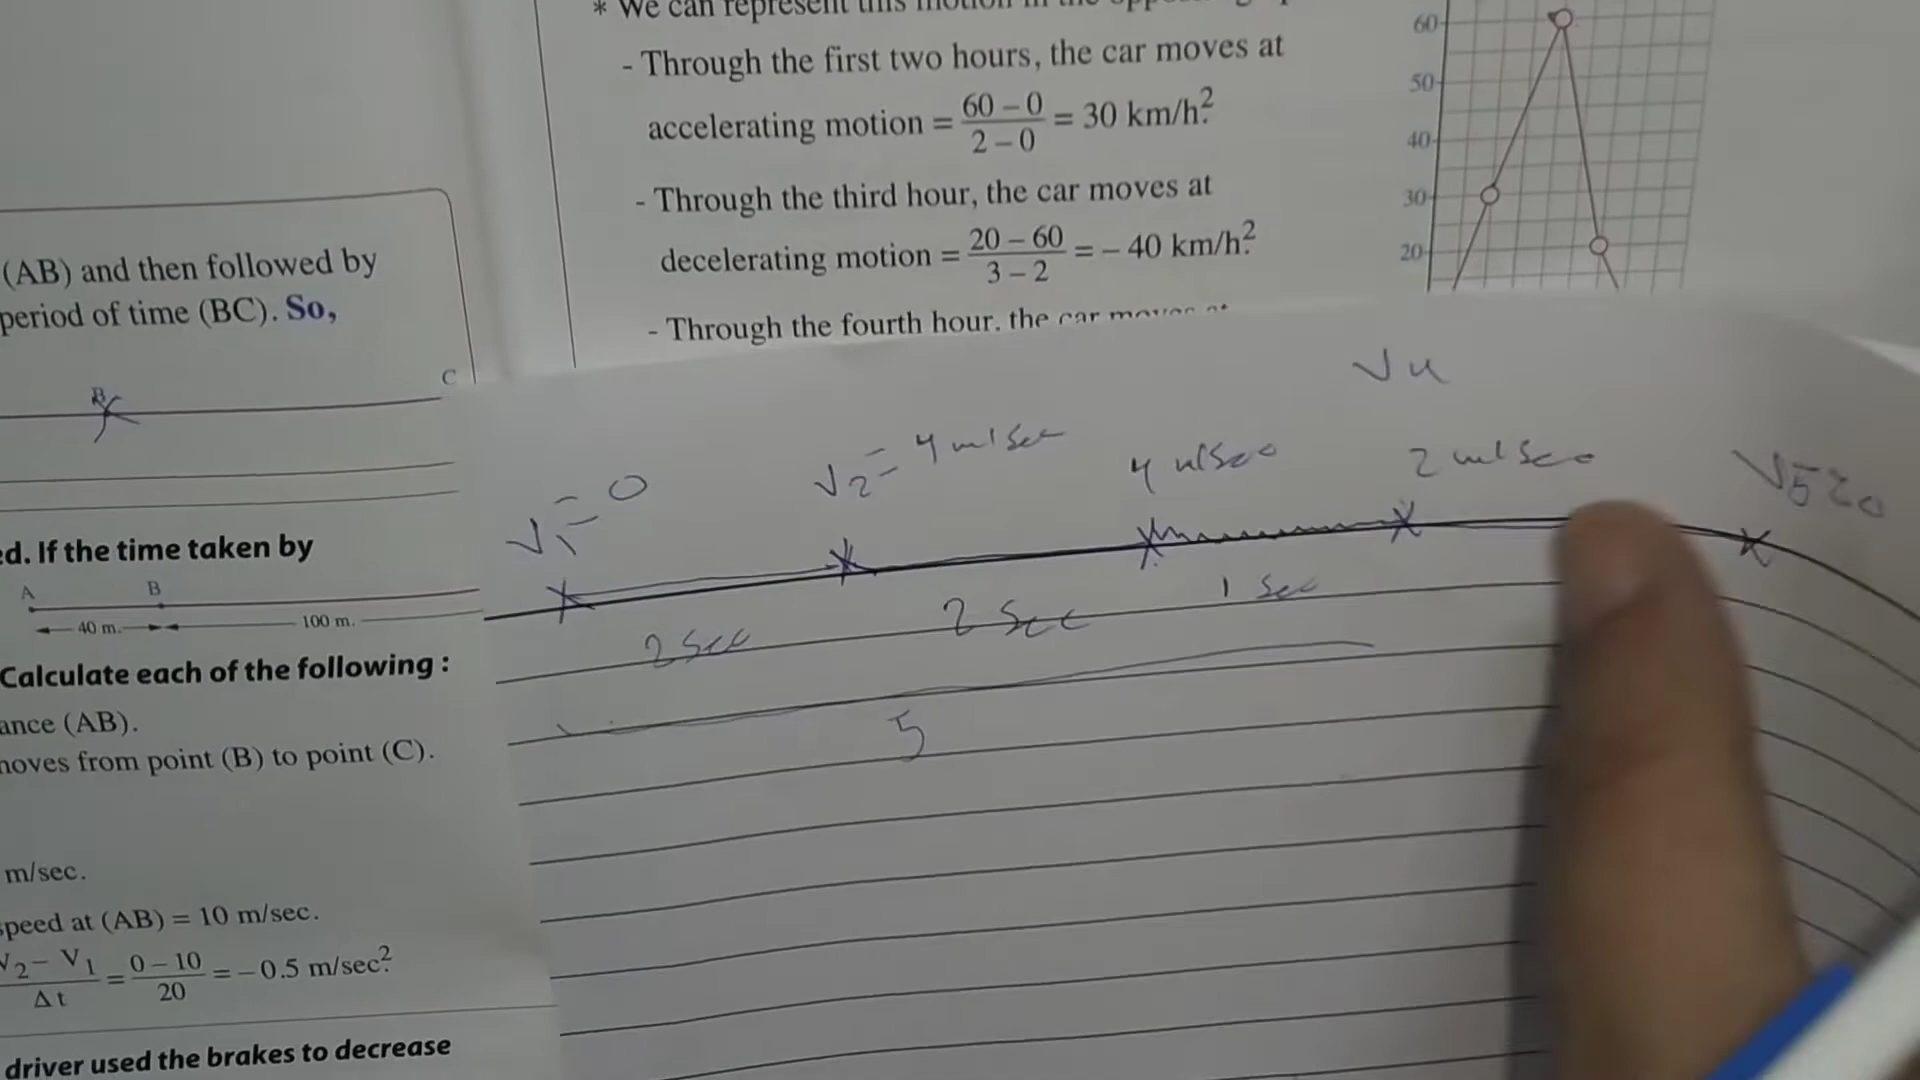 * We can represent this motion in the
- Through the first two hours, the car moves at
accelerating motion = 60 – 0 / 2 – 0 = 30 km/h².
- Through the third hour, the car moves at
decelerating motion = 20 – 60 / 3 – 2 = – 40 km/h².
- Through the fourth hour, the car moves at
60
50
40
30
20
(AB) and then followed by
period of time (BC). So,
B C
ed. If the time taken by
A B
40 m. 100 m.
Calculate each of the following :
ance (AB).
moves from point (B) to point (C).
m/sec.
speed at (AB) = 10 m/sec.
V2 – V1 / Δt = 0 – 10 / 20 = – 0.5 m/sec².
driver used the brakes to decrease
V4
V1 = 0 V2 = 4 m/sec 4 m/sec 2 m/sec V5 = 0
2 sec 2 sec 1 sec
5